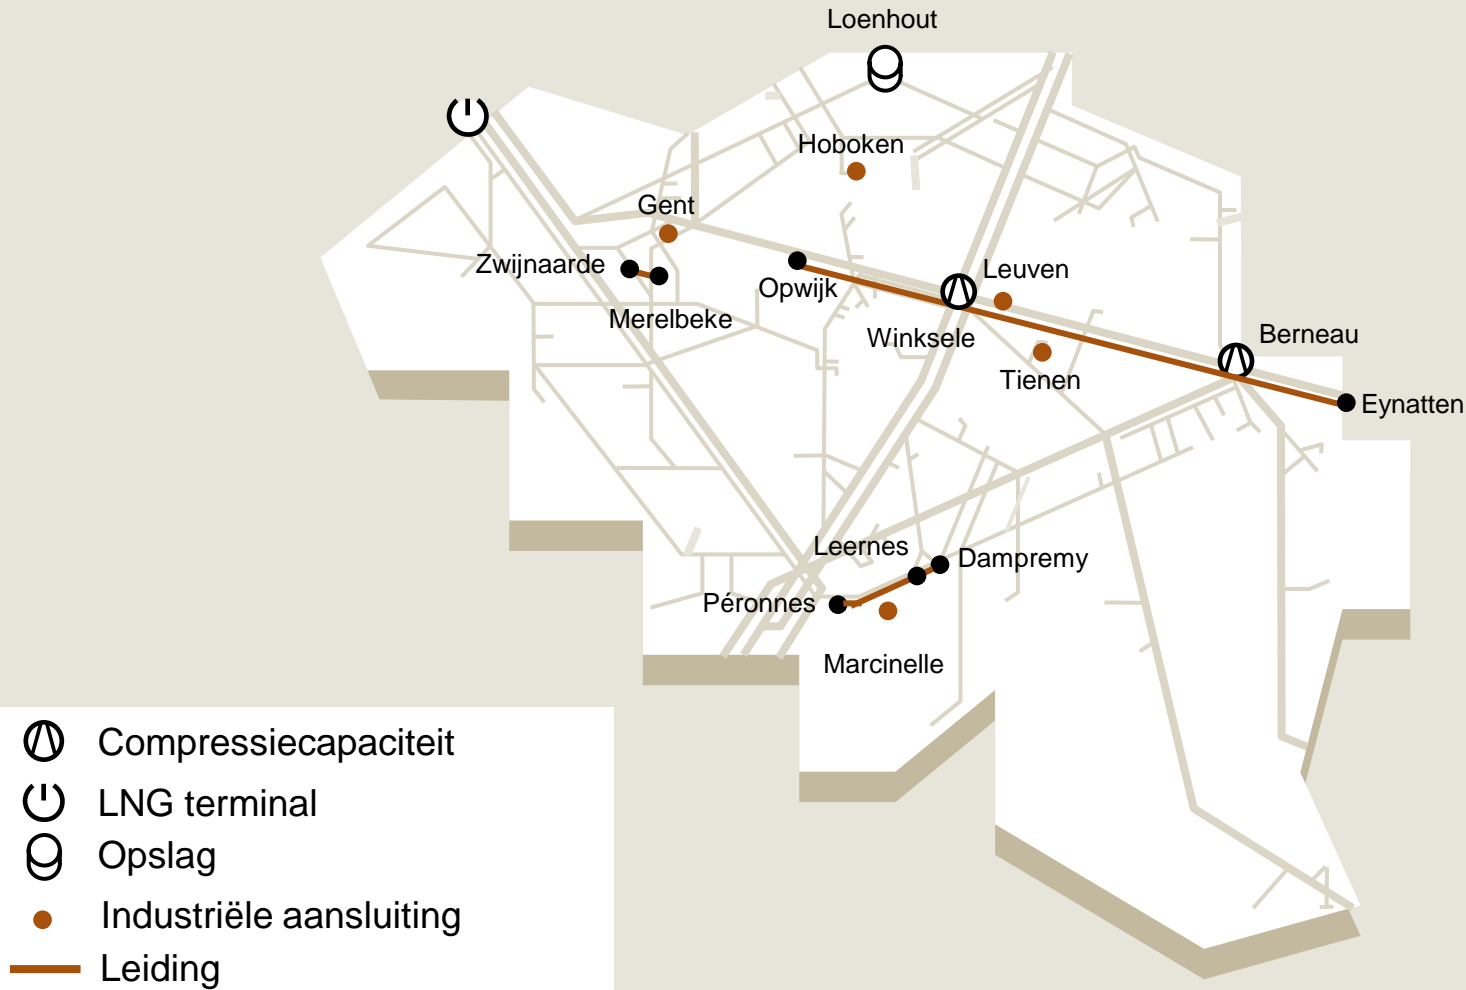 Loenhout
Hoboken
Gent
Zwijnaarde
Merelbeke
Opwijk
Leuven
Winksele
Tienen
Berneau
Eynatten
Leernes
Dampremy
Péronnes
Marcinelle
Compressiecapaciteit
LNG terminal
Opslag
Industriële aansluiting
Leiding